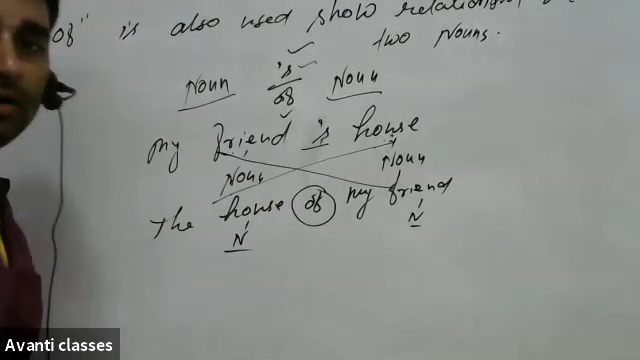 of" is also used show relationship
two Nouns.
Noun 's/of Noun
my friend's house
Noun Noun
the house of my friend
N N
Avanti classes